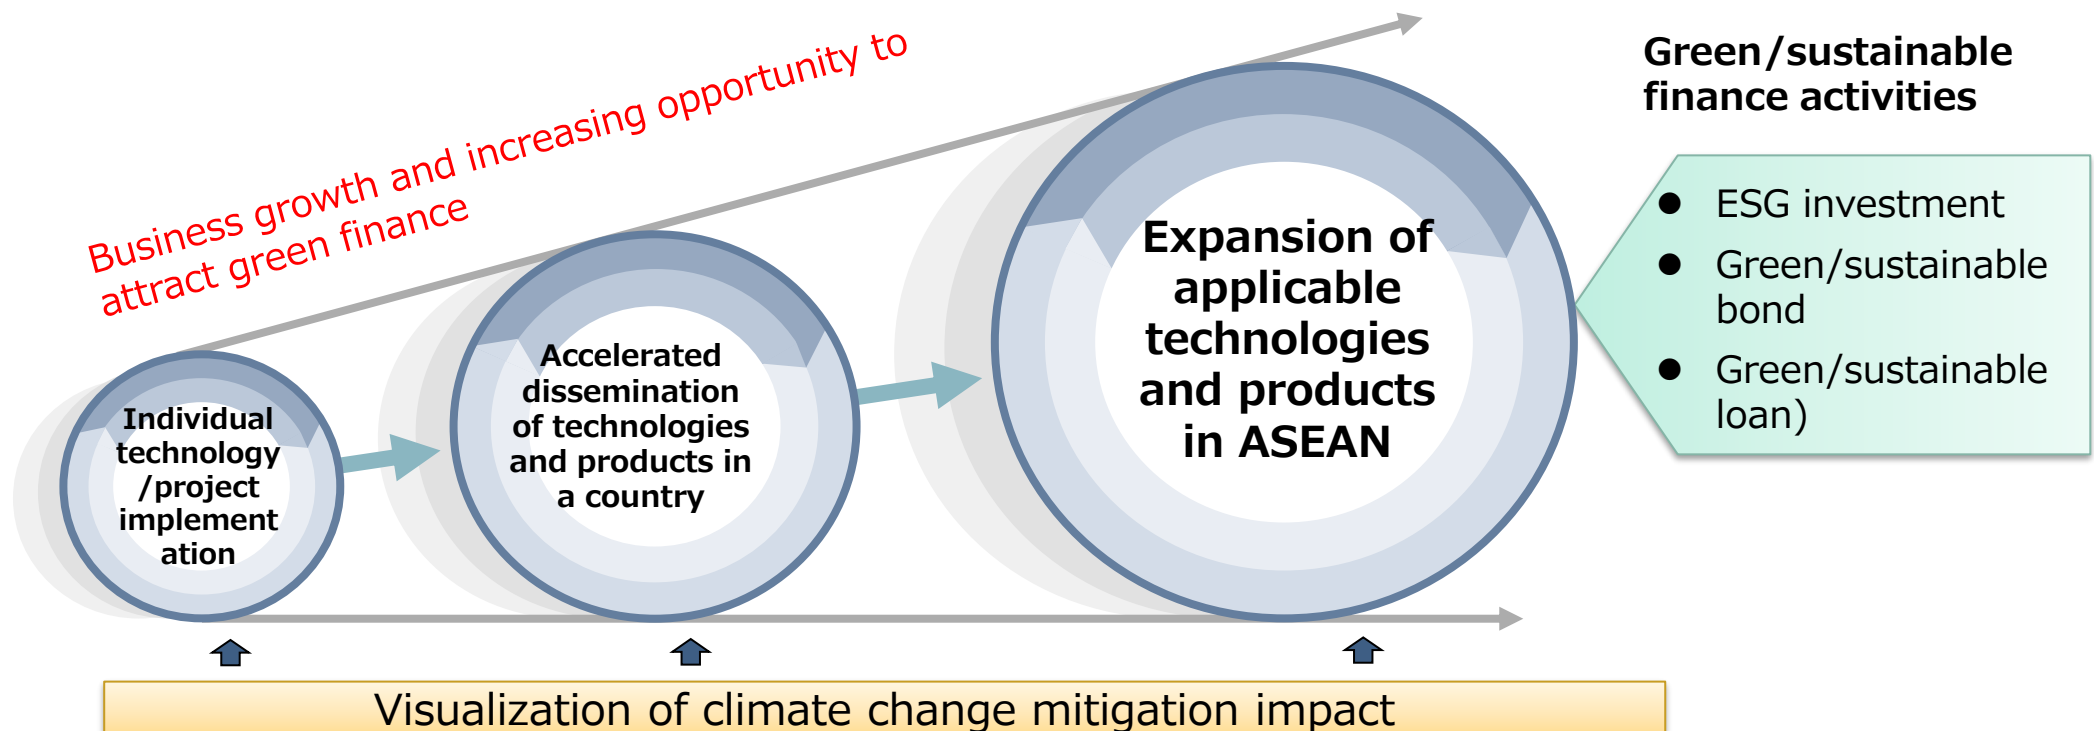 Business growth and increasing opportunity to
attract green finance
Individual
technology
/project
implement
ation
Accelerated
dissemination
of technologies
and products in
a country
Expansion of
applicable
technologies
and products
in ASEAN
Green/sustainable
finance activities
● ESG investment
● Green/sustainable
bond
● Green/sustainable
loan)
Visualization of climate change mitigation impact